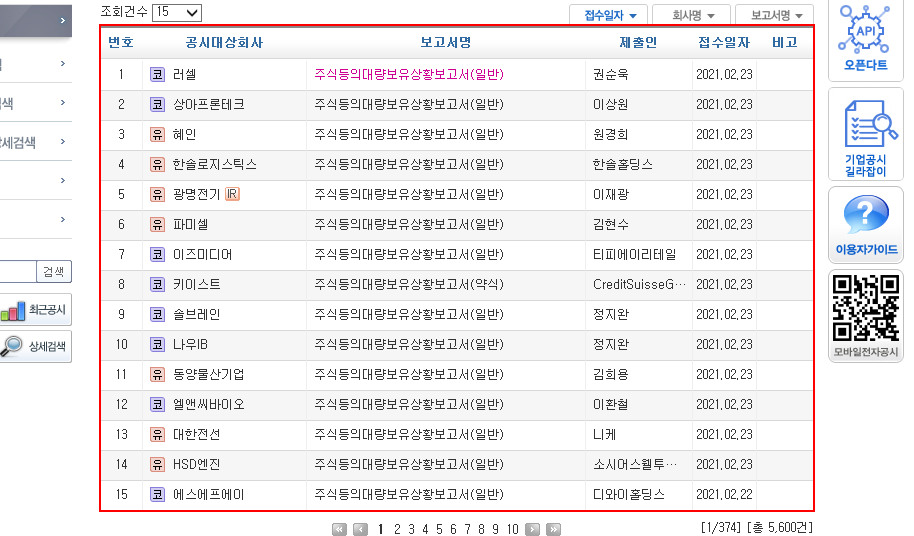 조회건수 15
접수일자 회사명 보고서명
번호 공시대상회사 보고서명 제출인 접수일자 비고
1 코 러셀 주식등의대량보유상황보고서(일반) 권순욱 2021.02.23
2 코 상아프론테크 주식등의대량보유상황보고서(일반) 이상원 2021.02.23
3 유 혜인 주식등의대량보유상황보고서(일반) 원경희 2021.02.23
4 유 한솔로지스틱스 주식등의대량보유상황보고서(일반) 한솔홀딩스 2021.02.23
5 유 광명전기 IR 주식등의대량보유상황보고서(일반) 이재광 2021.02.23
6 유 파미셀 주식등의대량보유상황보고서(일반) 김현수 2021.02.23
7 코 이즈미디어 주식등의대량보유상황보고서(일반) 티피에이리테일 2021.02.23
8 코 키이스트 주식등의대량보유상황보고서(약식) CreditSuisseG… 2021.02.23
9 코 솔브레인 주식등의대량보유상황보고서(일반) 정지완 2021.02.23
10 코 나우IB 주식등의대량보유상황보고서(일반) 정지완 2021.02.23
11 유 동양물산기업 주식등의대량보유상황보고서(일반) 김희용 2021.02.23
12 코 엘앤씨바이오 주식등의대량보유상황보고서(일반) 이환철 2021.02.23
13 유 대한전선 주식등의대량보유상황보고서(일반) 니케 2021.02.23
14 유 HSD엔진 주식등의대량보유상황보고서(일반) 소시어스웰투… 2021.02.23
15 코 에스에프에이 주식등의대량보유상황보고서(일반) 디와이홀딩스 2021.02.22
1 2 3 4 5 6 7 8 9 10
[1/374] [총 5,600건]
색
세검색
검색
최근공시
상세검색
API
오픈다트
기업공시
길라잡이
이용자가이드
모바일전자공시